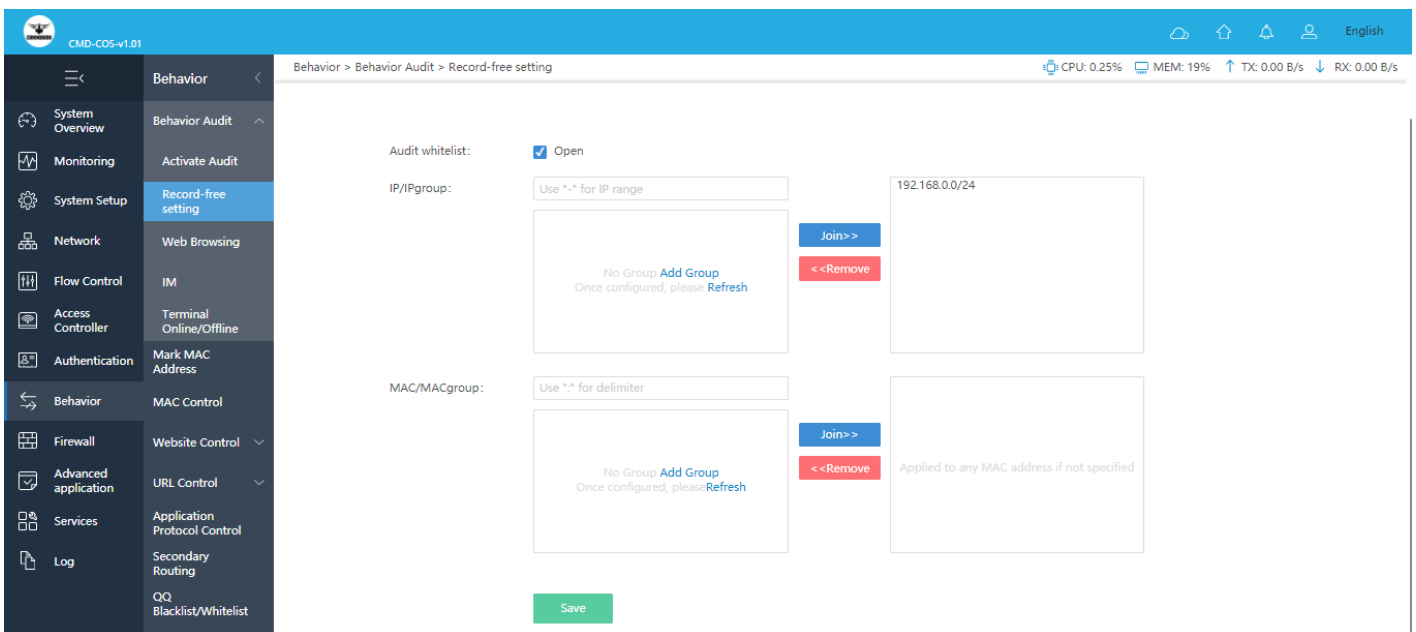 CMD-COS-v1.01
English
Behavior
Behavior > Behavior Audit > Record-free setting
CPU: 0.25%
MEM: 19%
TX: 0.00 B/s
RX: 0.00 B/s
System
Overview
Monitoring
System Setup
Network
Flow Control
Access
Controller
Authentication
Behavior
Firewall
Advanced
application
Services
Log
Behavior Audit
Activate Audit
Record-free
setting
Web Browsing
IM
Terminal
Online/Offline
Mark MAC
Address
MAC Control
Website Control
URL Control
Application
Protocol Control
Secondary
Routing
QQ
Blacklist/Whitelist
Audit whitelist:
Open
IP/IPgroup:
Use "-" for IP range
No Group,Add Group
Once configured, please Refresh
Join>>
<<Remove
192.168.0.0/24
MAC/MACgroup:
Use ":" for delimiter
No Group,Add Group
Once configured, pleaseRefresh
Join>>
<<Remove
Applied to any MAC address if not specified
Save